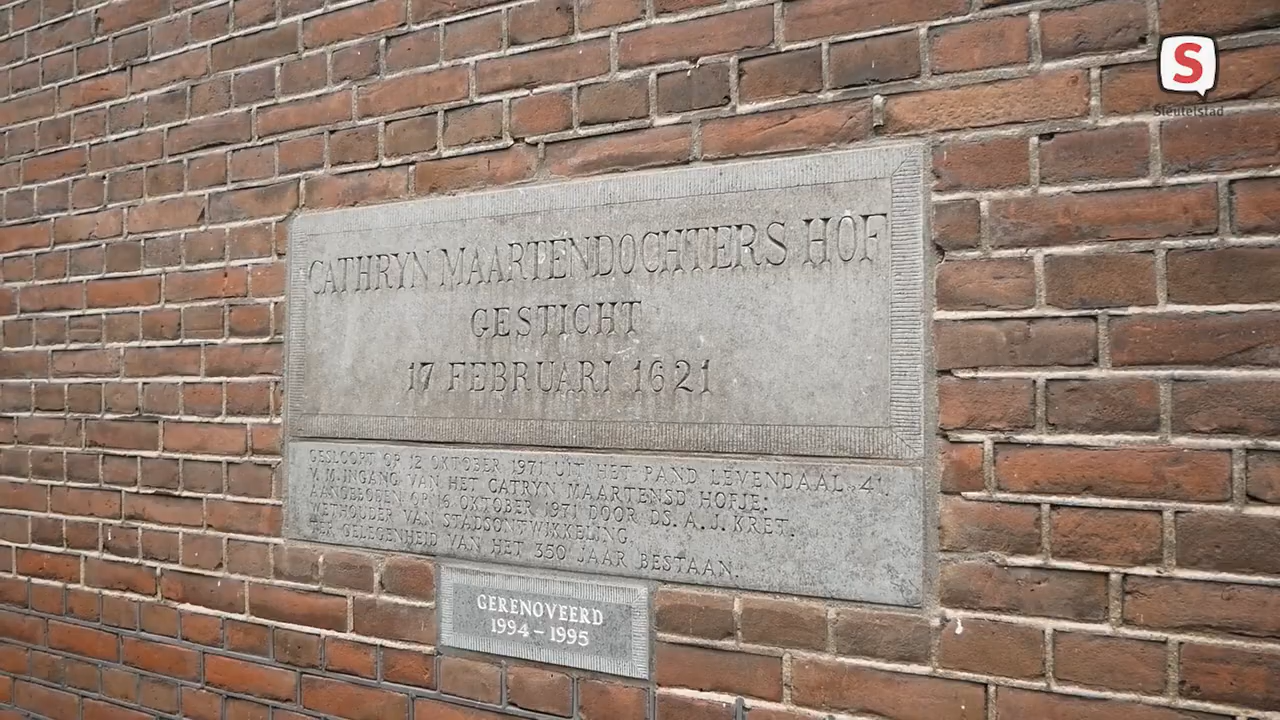 S
Sleutelstad
CATHRYN MAARTENDOCHTERS HOF
GESTICHT
17 FEBRUARI 1621
GESLOOPT OP 12 OKTOBER 1971 UIT HET PAND LEVENDAAL 4.
V.M. INGANG VAN HET CATRYN MAARTENSD HOFJE;
AANGEBODEN OP 16 OKTOBER 1971 DOOR DS. A. J. KRET.
WETHOUDER VAN STADSONTWIKKELING,
TER GELEGENHEID VAN HET 350 JAAR BESTAAN.
GERENOVEERD
1994 – 1995